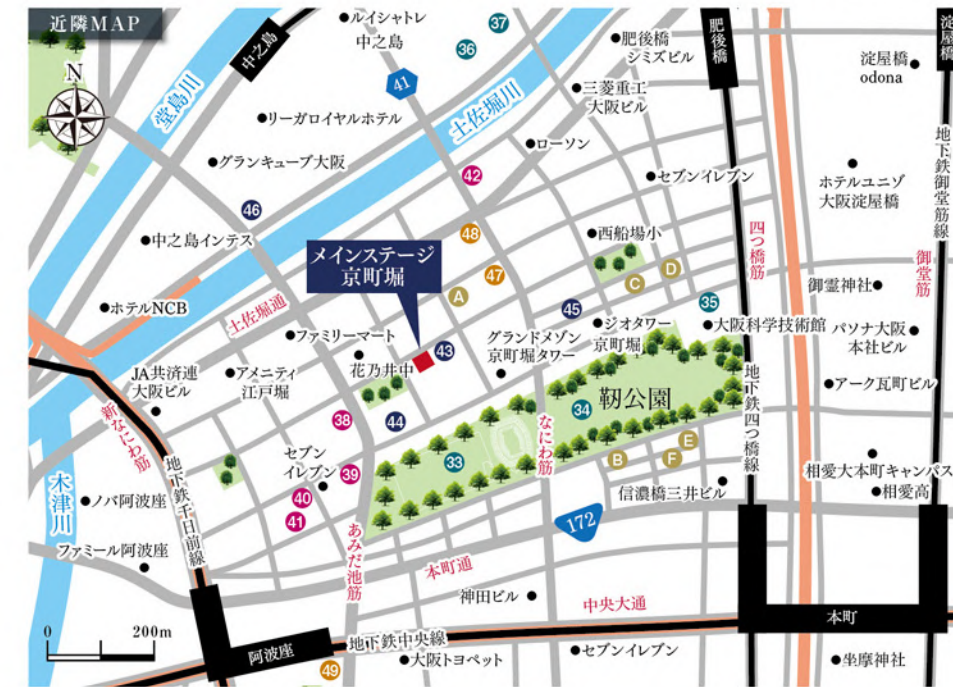 近隣MAP
N
ルイシャトレ
中之島
37
36
肥後橋
シミズビル
肥後橋
淀屋橋
淀屋橋
odona
中之島
41
堂島川
土佐堀川
三菱重工
大阪ビル
リーガロイヤルホテル
グランキューブ大阪
ローソン
地下鉄御堂筋線
42
セブンイレブン
ホテルユニゾ
大阪淀屋橋
46
中之島インテス
48
西船場小
四つ橋筋
御堂筋
メインステージ
京町堀
47
A
C
D
御霊神社
ホテルNCB
土佐堀通
45
35
ファミリーマート
43
グランドメゾン
京町堀タワー
ジオタワー
京町堀
大阪科学技術館
パソナ大阪
本社ビル
花乃井中
JA共済連
大阪ビル
アメニティ
江戸堀
アーク瓦町ビル
新なにわ筋
38
44
34
靭公園
なにわ筋
地下鉄四つ橋線
33
B
E
F
セブン
イレブン
39
40
41
相愛大本町キャンパス
相愛高
信濃橋三井ビル
木津川
ノバ阿波座
地下鉄千日前線
172
ファミール阿波座
あみだ池筋
本町通
神田ビル
中央大通
本町
0
200m
阿波座
地下鉄中央線
49
大阪トヨペット
セブンイレブン
坐摩神社